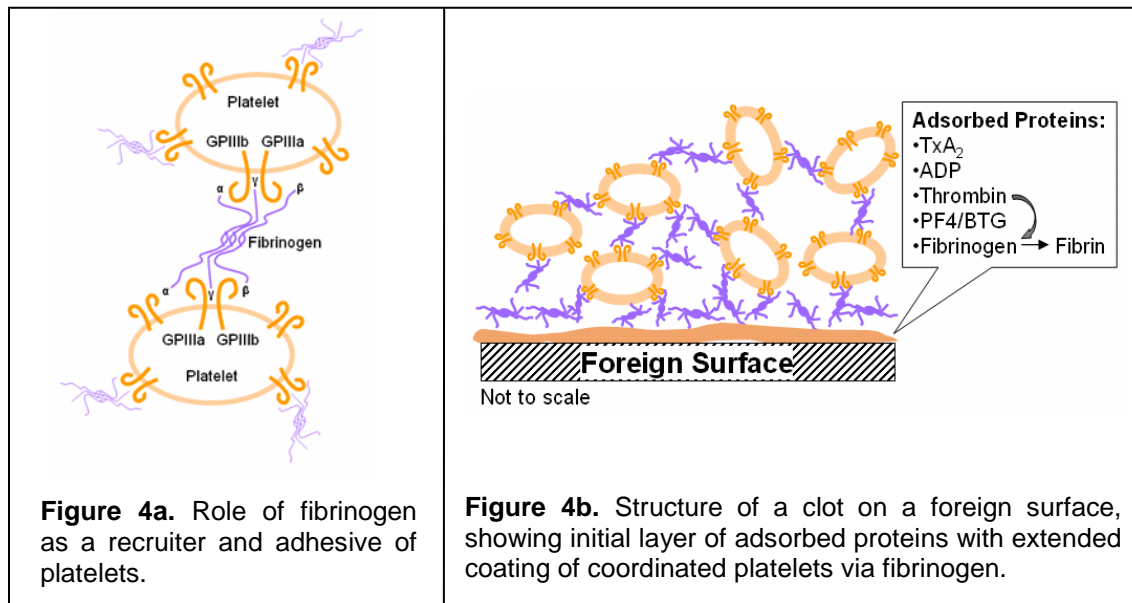 Platelet
GPIIIb GPIIIa
α γ β
Fibrinogen
α γ β
GPIIIa GPIIIb
Platelet
Figure 4a. Role of fibrinogen
as a recruiter and adhesive of
platelets.
Adsorbed Proteins:
•TxA2
•ADP
•Thrombin
•PF4/BTG
•Fibrinogen → Fibrin
Foreign Surface
Not to scale
Figure 4b. Structure of a clot on a foreign surface,
showing initial layer of adsorbed proteins with extended
coating of coordinated platelets via fibrinogen.